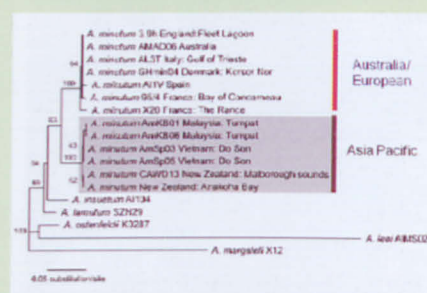 A. minutum 3.9h England Fleet Lagoon
A. minutum AMAD06 Australia
A. minutum AL3T Italy: Gulf of Trieste
A. minutum GHmin04 Denmark: Korsor Nor
A. minutum AI1V Spain
A. minutum 95/4 France: Bay of Concarneau
A. minutum X20 France: The Rance
Australia/
European
A. minutum AmKB01 Malaysia: Tumpat
A. minutum AmKB06 Malaysia: Tumpat
A. minutum AmSp03 Vietnam: Do Son
A. minutum AmSp05 Vietnam: Do Son
A. minutum CAWD13 New Zealand: Malborough sounds
A. minutum New Zealand: Anakoha Bay
Asia Pacific
A. insuetum
A. tamutum SZN29
A. ostenfeldii K0287
A. leei AIMS02
A. margalefi X12
0.05 substitution/site